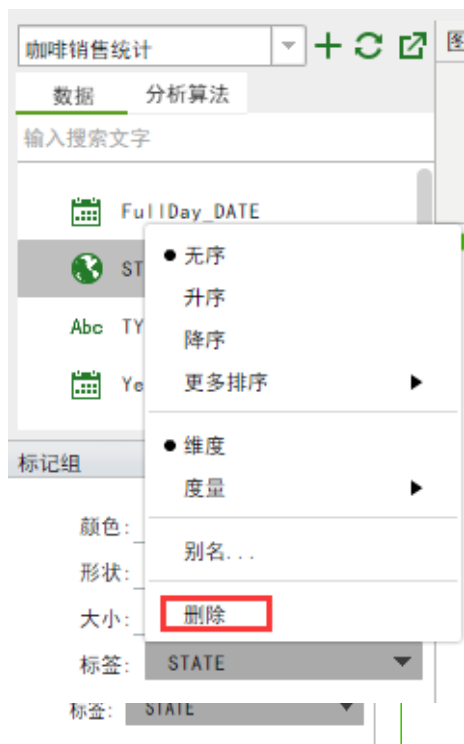 咖啡销售统计
图
数据 分析算法
输入搜索文字
FullDay_DATE
ST
无序
升序
Abc TY
降序
Ye
更多排序
维度
标记组
度量
颜色:
别名...
形状:
大小:
删除
标签: STATE
标签: STATE